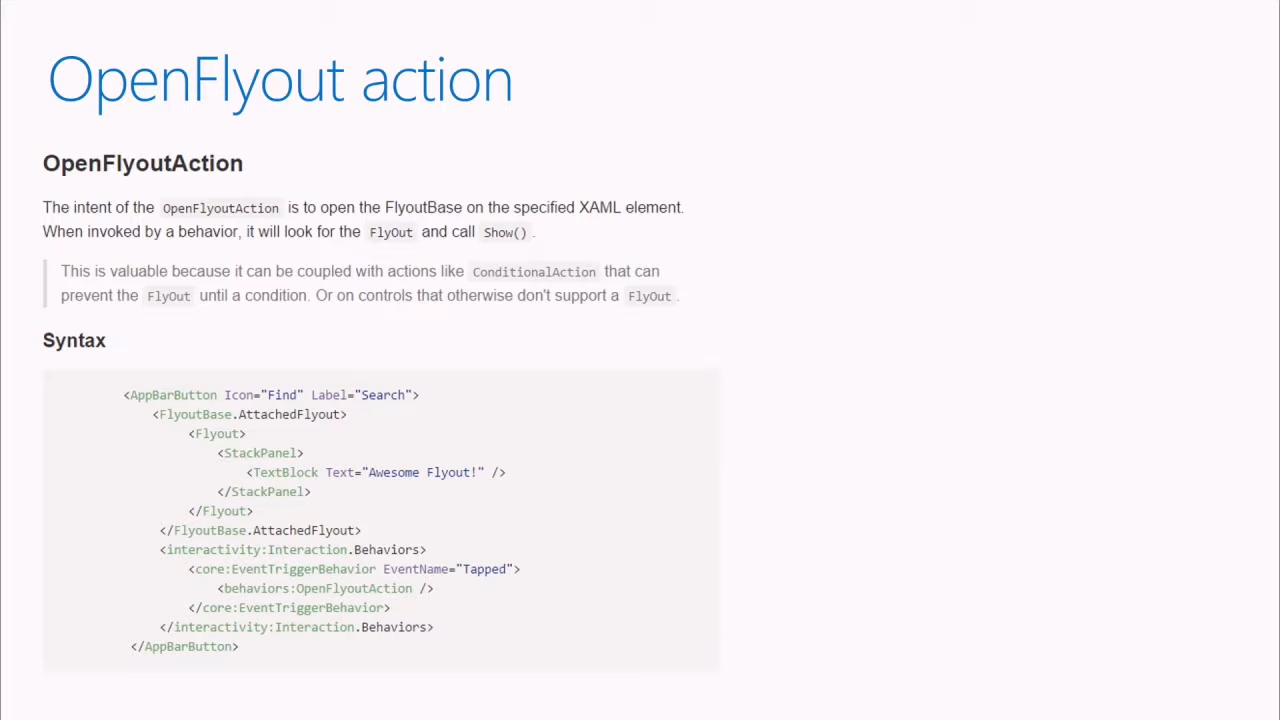 OpenFlyout action
OpenFlyoutAction
The intent of the OpenFlyoutAction is to open the FlyoutBase on the specified XAML element.
When invoked by a behavior, it will look for the FlyOut and call Show() .
This is valuable because it can be coupled with actions like ConditionalAction that can
prevent the FlyOut until a condition. Or on controls that otherwise don't support a FlyOut .
Syntax
<AppBarButton Icon="Find" Label="Search">
<FlyoutBase.AttachedFlyout>
<Flyout>
<StackPanel>
<TextBlock Text="Awesome Flyout!" />
</StackPanel>
</Flyout>
</FlyoutBase.AttachedFlyout>
<interactivity:Interaction.Behaviors>
<core:EventTriggerBehavior EventName="Tapped">
<behaviors:OpenFlyoutAction />
</core:EventTriggerBehavior>
</interactivity:Interaction.Behaviors>
</AppBarButton>